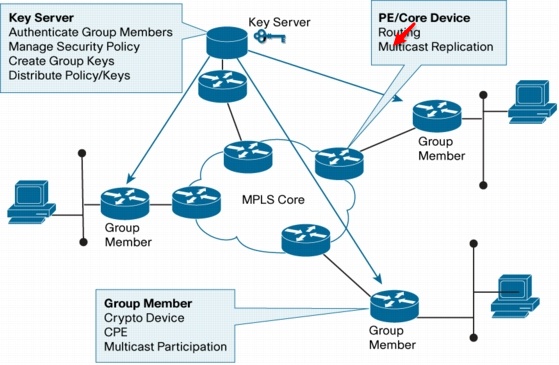 Key Server
Authenticate Group Members
Manage Security Policy
Create Group Keys
Distribute Policy/Keys
Key Server
PE/Core Device
Routing
Multicast Replication
Group
Member
MPLS Core
Group
Member
Group Member
Crypto Device
CPE
Multicast Participation
Group
Member